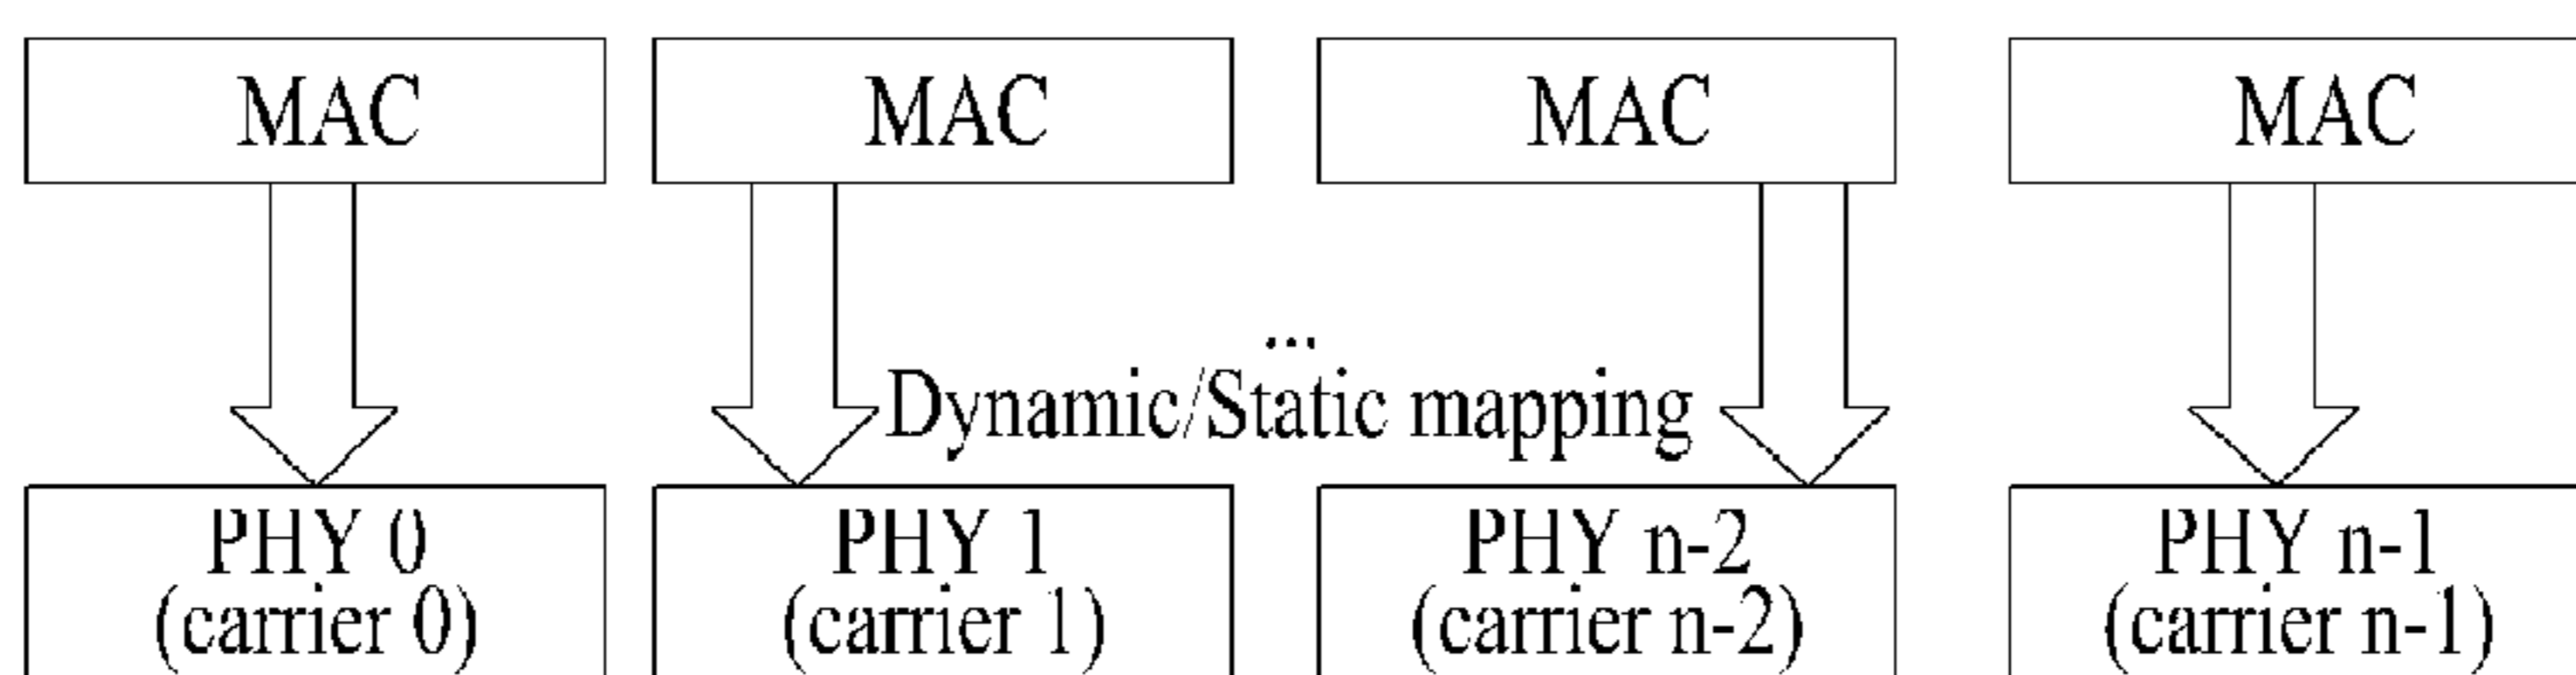 MAC MAC MAC MAC
...
Dynamic/Static mapping
PHY 0 PHY 1 PHY n-2 PHY n-1
(carrier 0) (carrier 1) (carrier n-2) (carrier n-1)